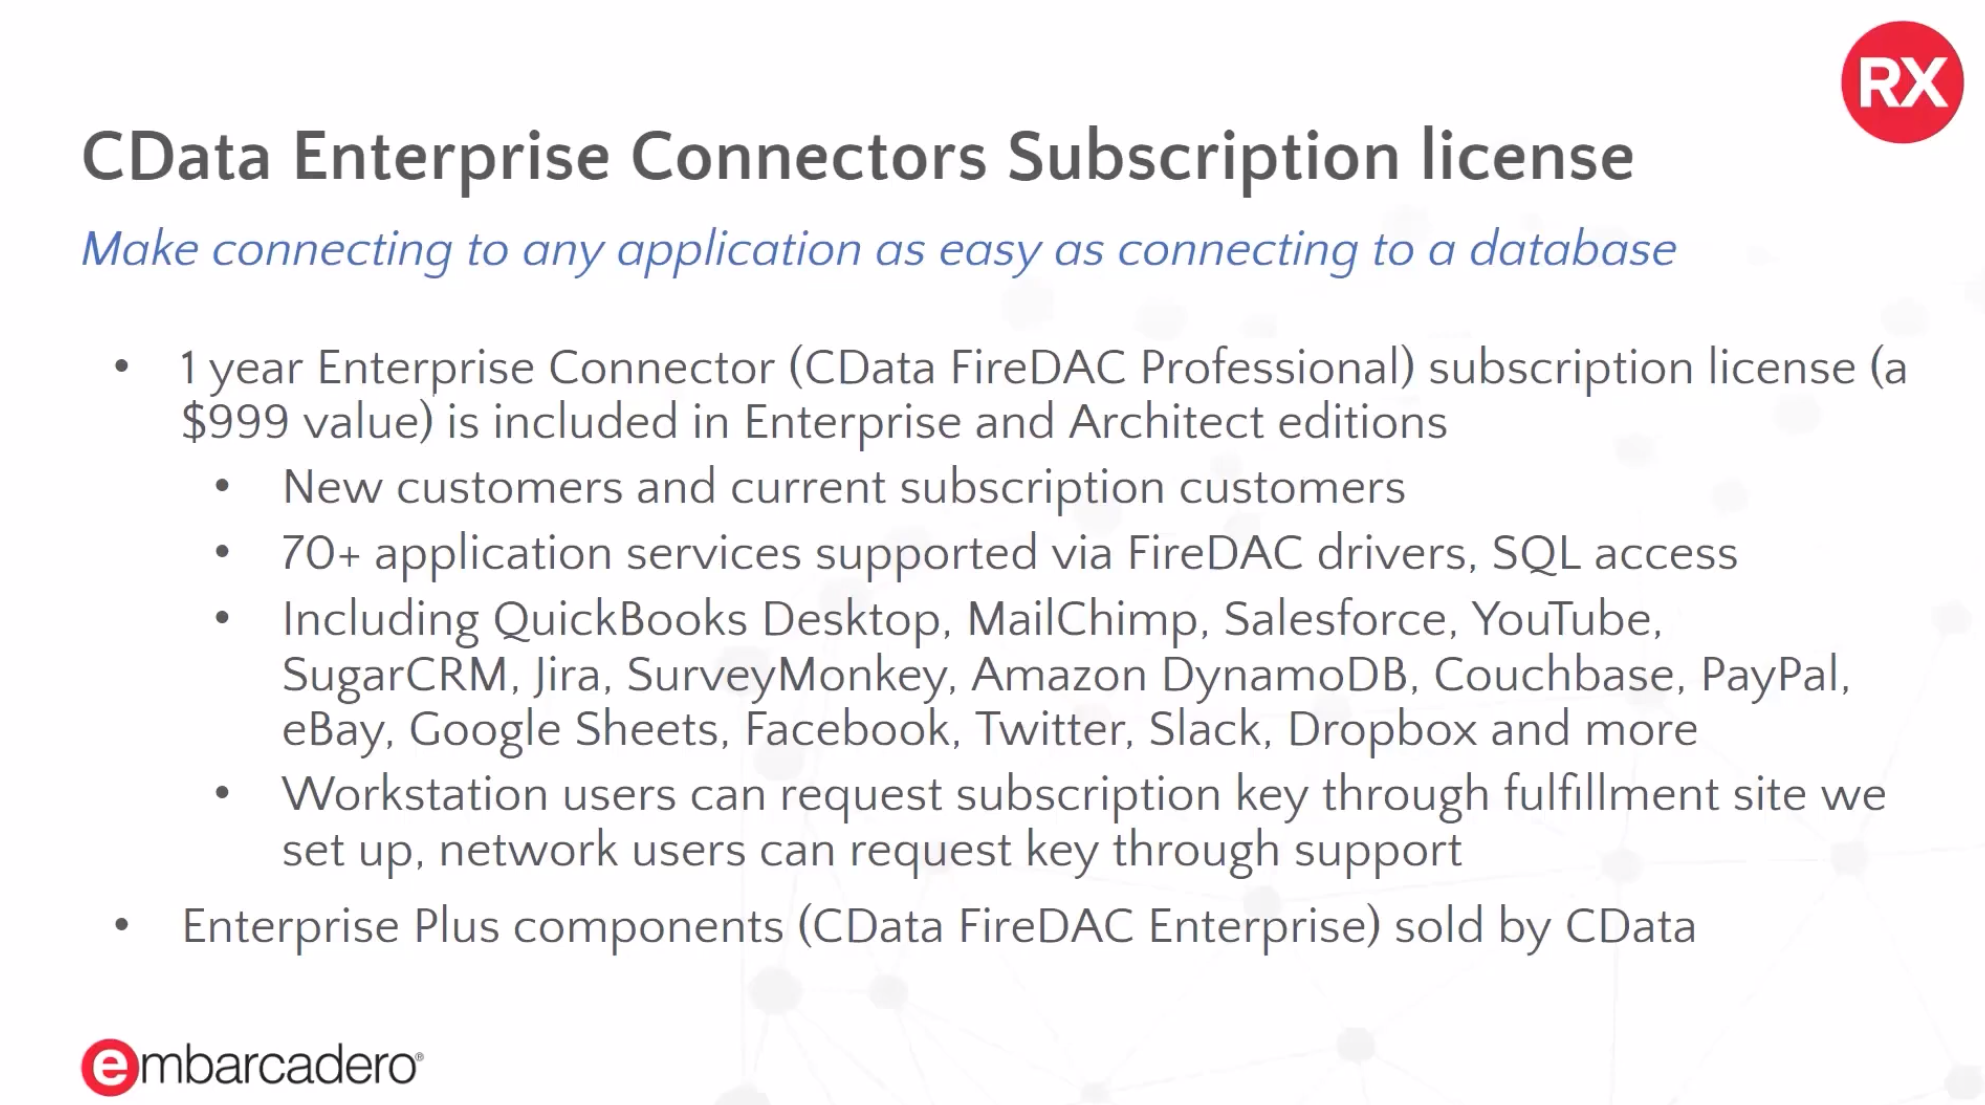 RX
CData Enterprise Connectors Subscription license
Make connecting to any application as easy as connecting to a database
• 1 year Enterprise Connector (CData FireDAC Professional) subscription license (a
$999 value) is included in Enterprise and Architect editions
• New customers and current subscription customers
• 70+ application services supported via FireDAC drivers, SQL access
• Including QuickBooks Desktop, MailChimp, Salesforce, YouTube,
SugarCRM, Jira, SurveyMonkey, Amazon DynamoDB, Couchbase, PayPal,
eBay, Google Sheets, Facebook, Twitter, Slack, Dropbox and more
• Workstation users can request subscription key through fulfillment site we
set up, network users can request key through support
• Enterprise Plus components (CData FireDAC Enterprise) sold by CData
embarcadero®